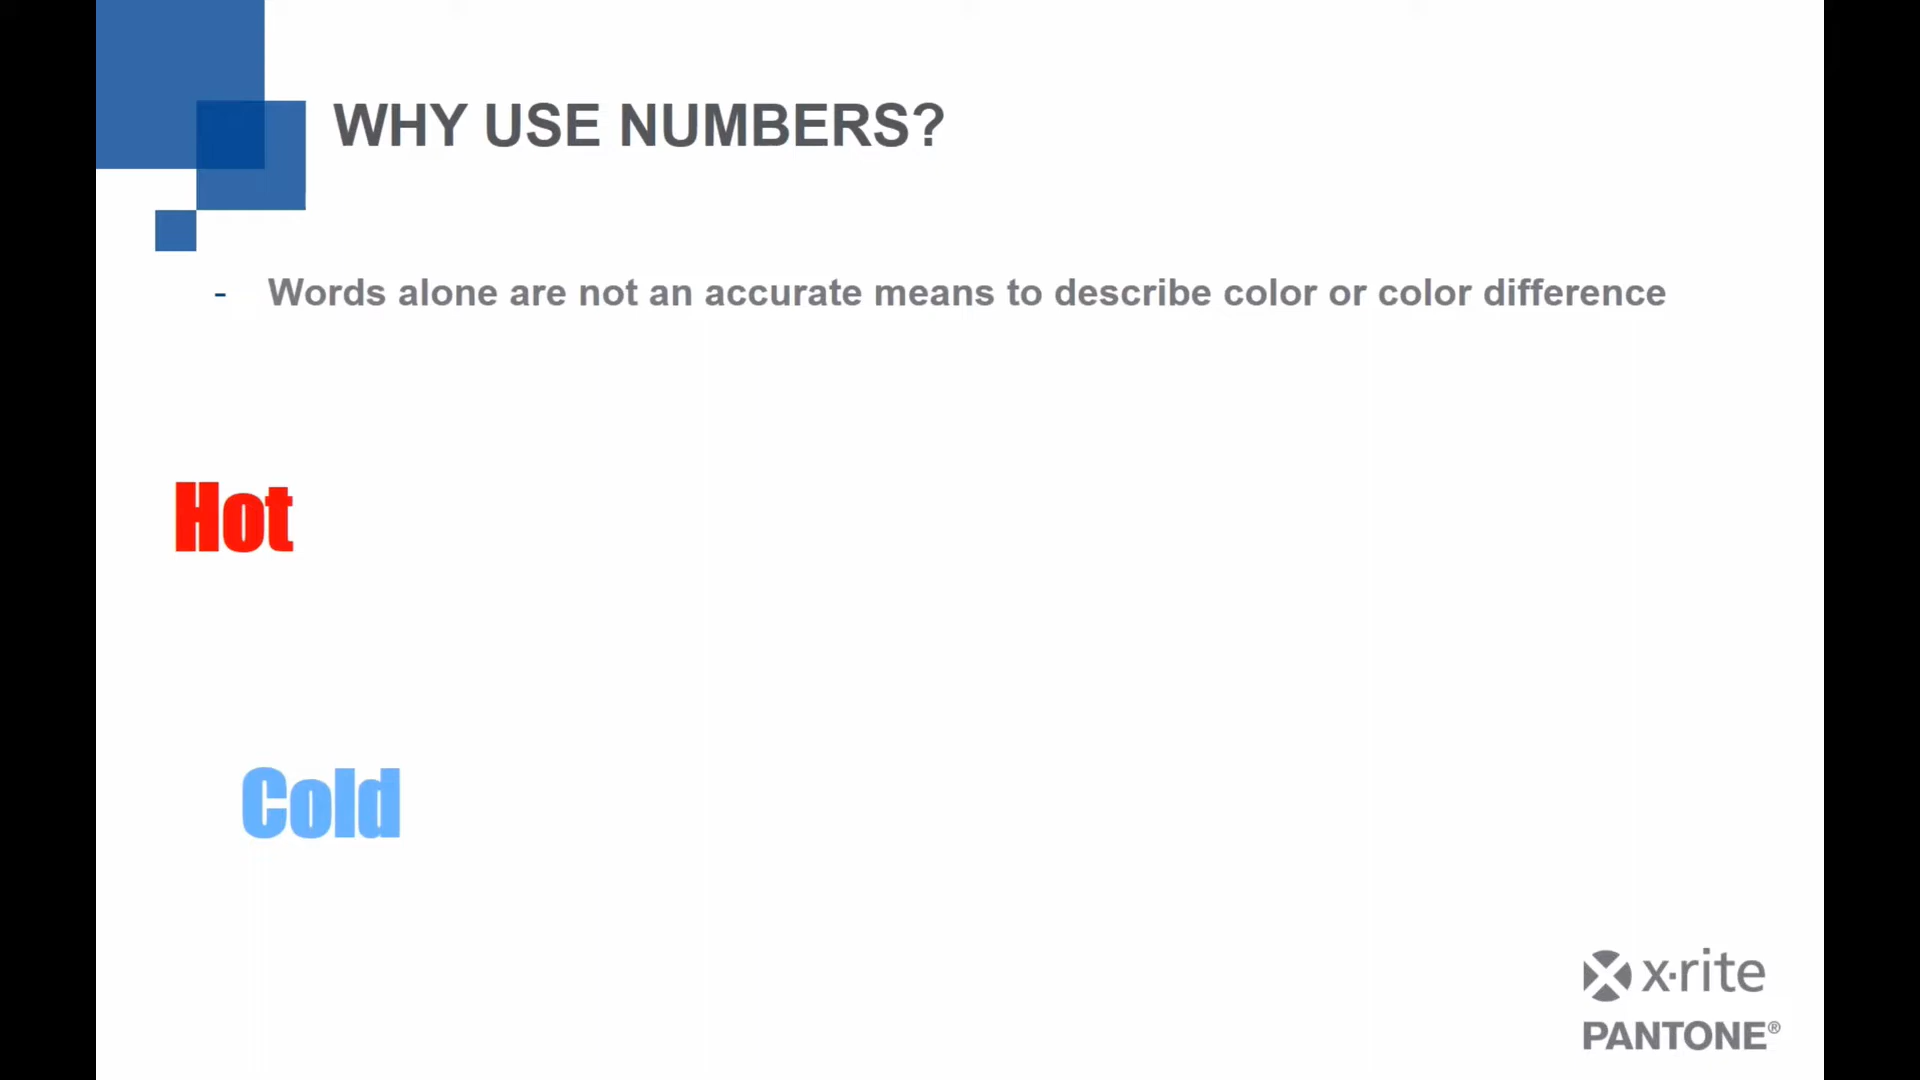 WHY USE NUMBERS?
- Words alone are not an accurate means to describe color or color difference
Hot
Cold
x·rite
PANTONE®